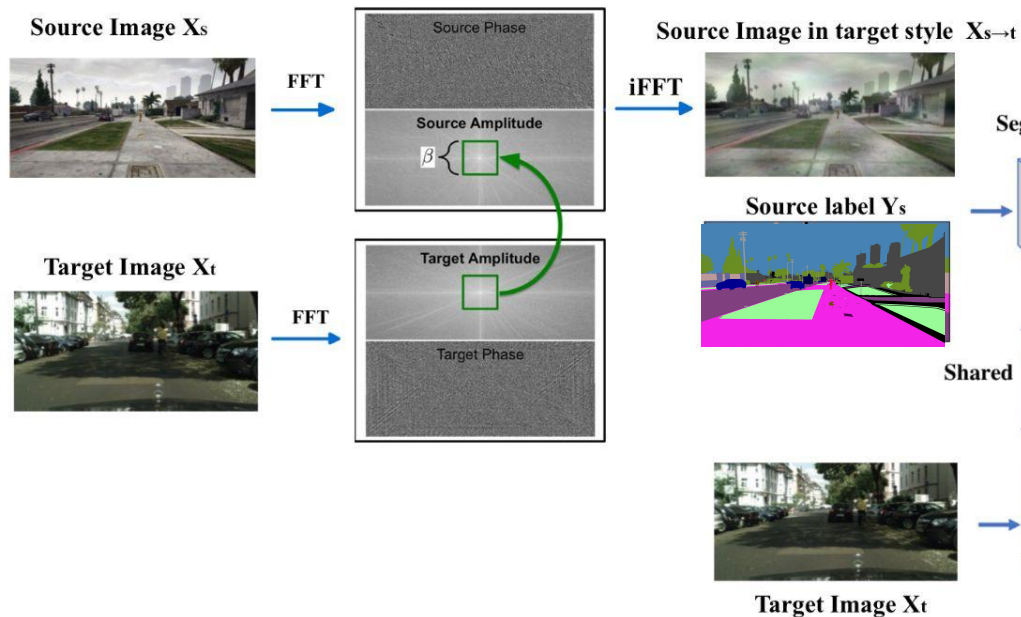 Source Image Xs
FFT
Source Phase
Source Amplitude
β
iFFT
Source Image in target style Xs→t
Seg
Source label Ys
Target Image Xt
FFT
Target Amplitude
Target Phase
Shared
Target Image Xt